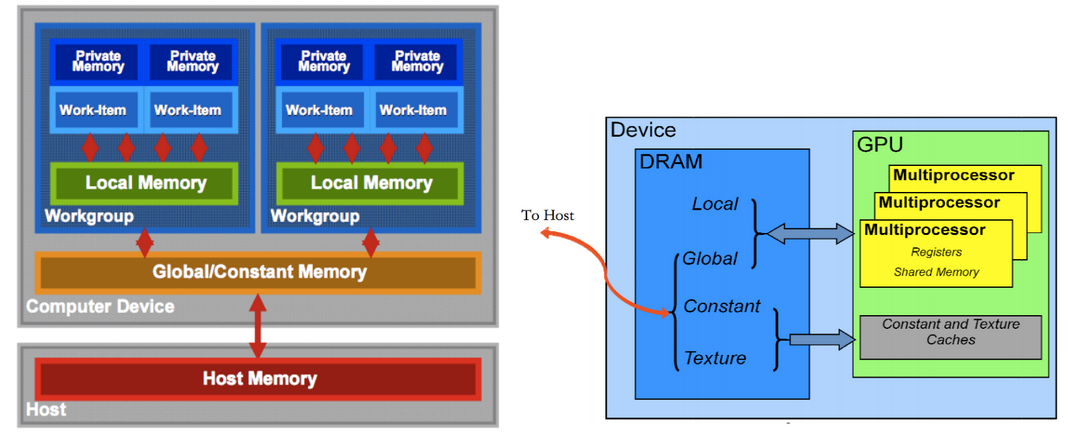 Private Memory
Private Memory
Private Memory
Private Memory
Work-Item
Work-Item
Work-Item
Work-Item
Local Memory
Local Memory
Workgroup
Workgroup
Global/Constant Memory
Computer Device
Host Memory
Host
To Host
Device
DRAM
Local
Global
Constant
Texture
GPU
Multiprocessor
Multiprocessor
Multiprocessor
Registers
Shared Memory
Constant and Texture
Caches